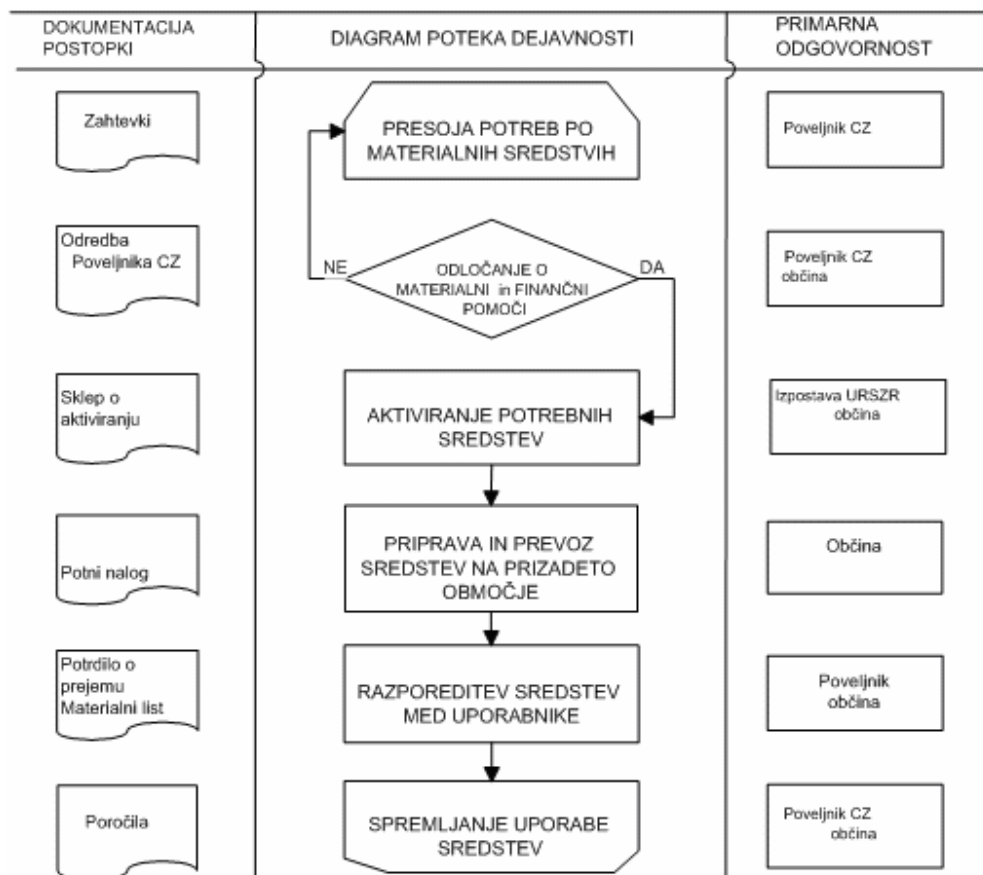 DOKUMENTACIJA
POSTOPKI
DIAGRAM POTEKA DEJAVNOSTI
PRIMARNA
ODGOVORNOST
Zahtevki
PRESOJA POTREB PO
MATERIALNIH SREDSTVIH
Poveljnik CZ
Odredba
Poveljnika CZ
NE
ODLOČANJE O
MATERIALNI in FINANČNI
POMOČI
DA
Poveljnik CZ
občina
Sklep o
aktiviranju
AKTIVIRANJE POTREBNIH
SREDSTEV
Izpostava URSZR
občina
Potni nalog
PRIPRAVA IN PREVOZ
SREDSTEV NA PRIZADETO
OBMOČJE
Občina
Potrdilo o
prejemu
Materialni list
RAZPOREDITEV SREDSTEV
MED UPORABNIKE
Poveljnik
občina
Poročila
SPREMLJANJE UPORABE
SREDSTEV
Poveljnik CZ
občina